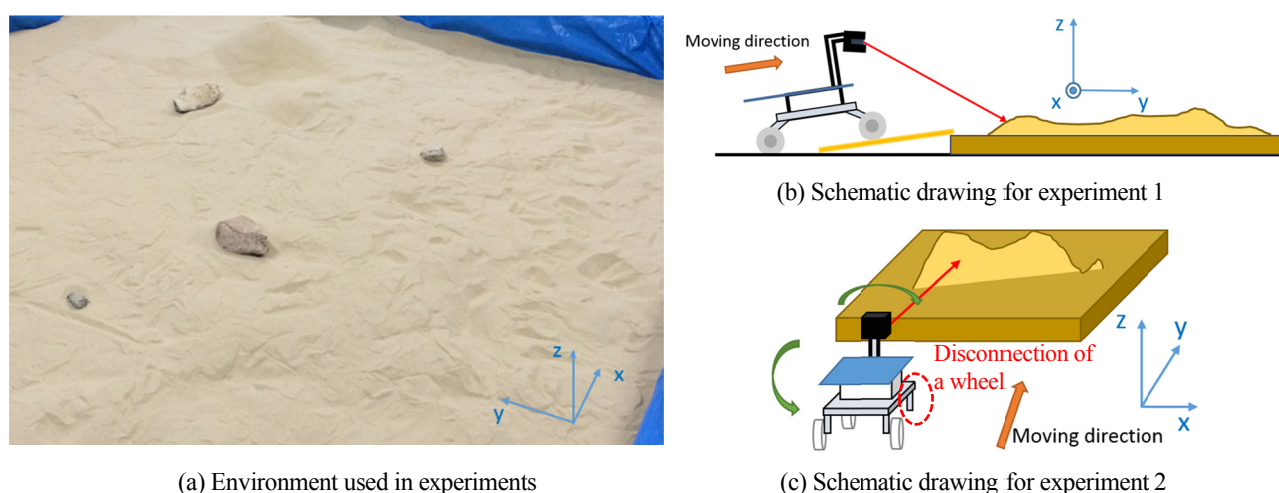 z
x
y
(a) Environment used in experiments
Moving direction
z
x
y
(b) Schematic drawing for experiment 1
Disconnection of
a wheel
z
y
x
Moving direction
(c) Schematic drawing for experiment 2